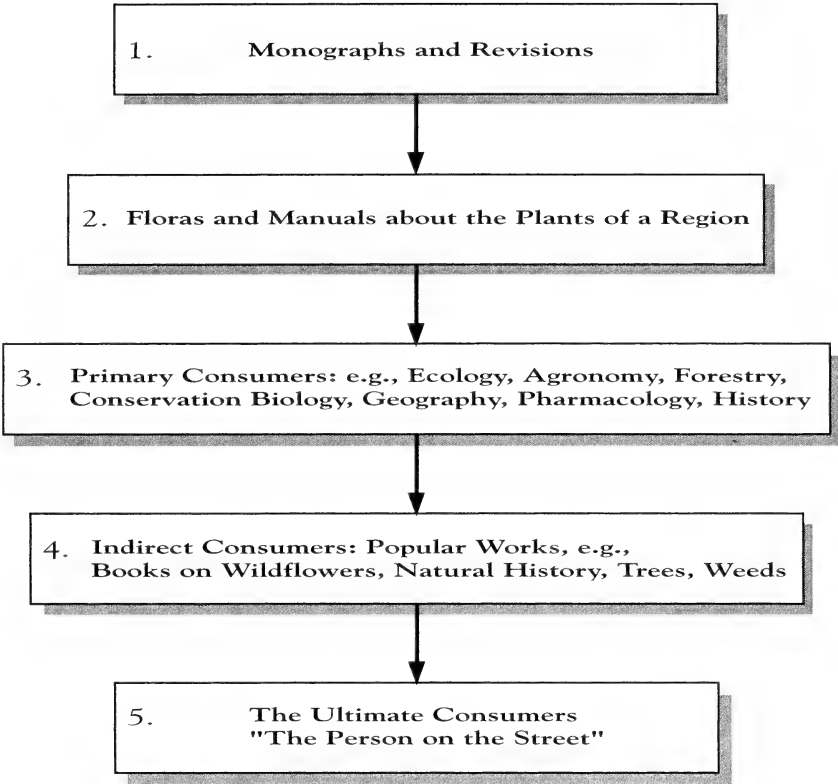 1. Monographs and Revisions
2. Floras and Manuals about the Plants of a Region
3. Primary Consumers: e.g., Ecology, Agronomy, Forestry,
Conservation Biology, Geography, Pharmacology, History
4. Indirect Consumers: Popular Works, e.g.,
Books on Wildflowers, Natural History, Trees, Weeds
5. The Ultimate Consumers
"The Person on the Street"